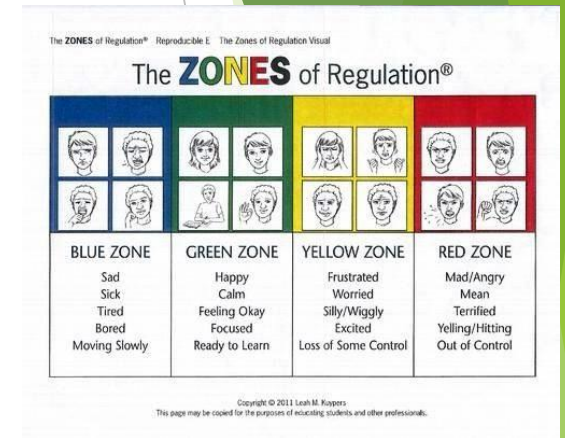 The ZONES of Regulation® Reproducible E The Zones of Regulation Visual
The ZONES of Regulation®
BLUE ZONE
Sad
Sick
Tired
Bored
Moving Slowly
GREEN ZONE
Happy
Calm
Feeling Okay
Focused
Ready to Learn
YELLOW ZONE
Frustrated
Worried
Silly/Wiggly
Excited
Loss of Some Control
RED ZONE
Mad/Angry
Mean
Terrified
Yelling/Hitting
Out of Control
Copyright © 2011 Leah M. Kuypers
This page may be copied for the purposes of educating students and other professionals.